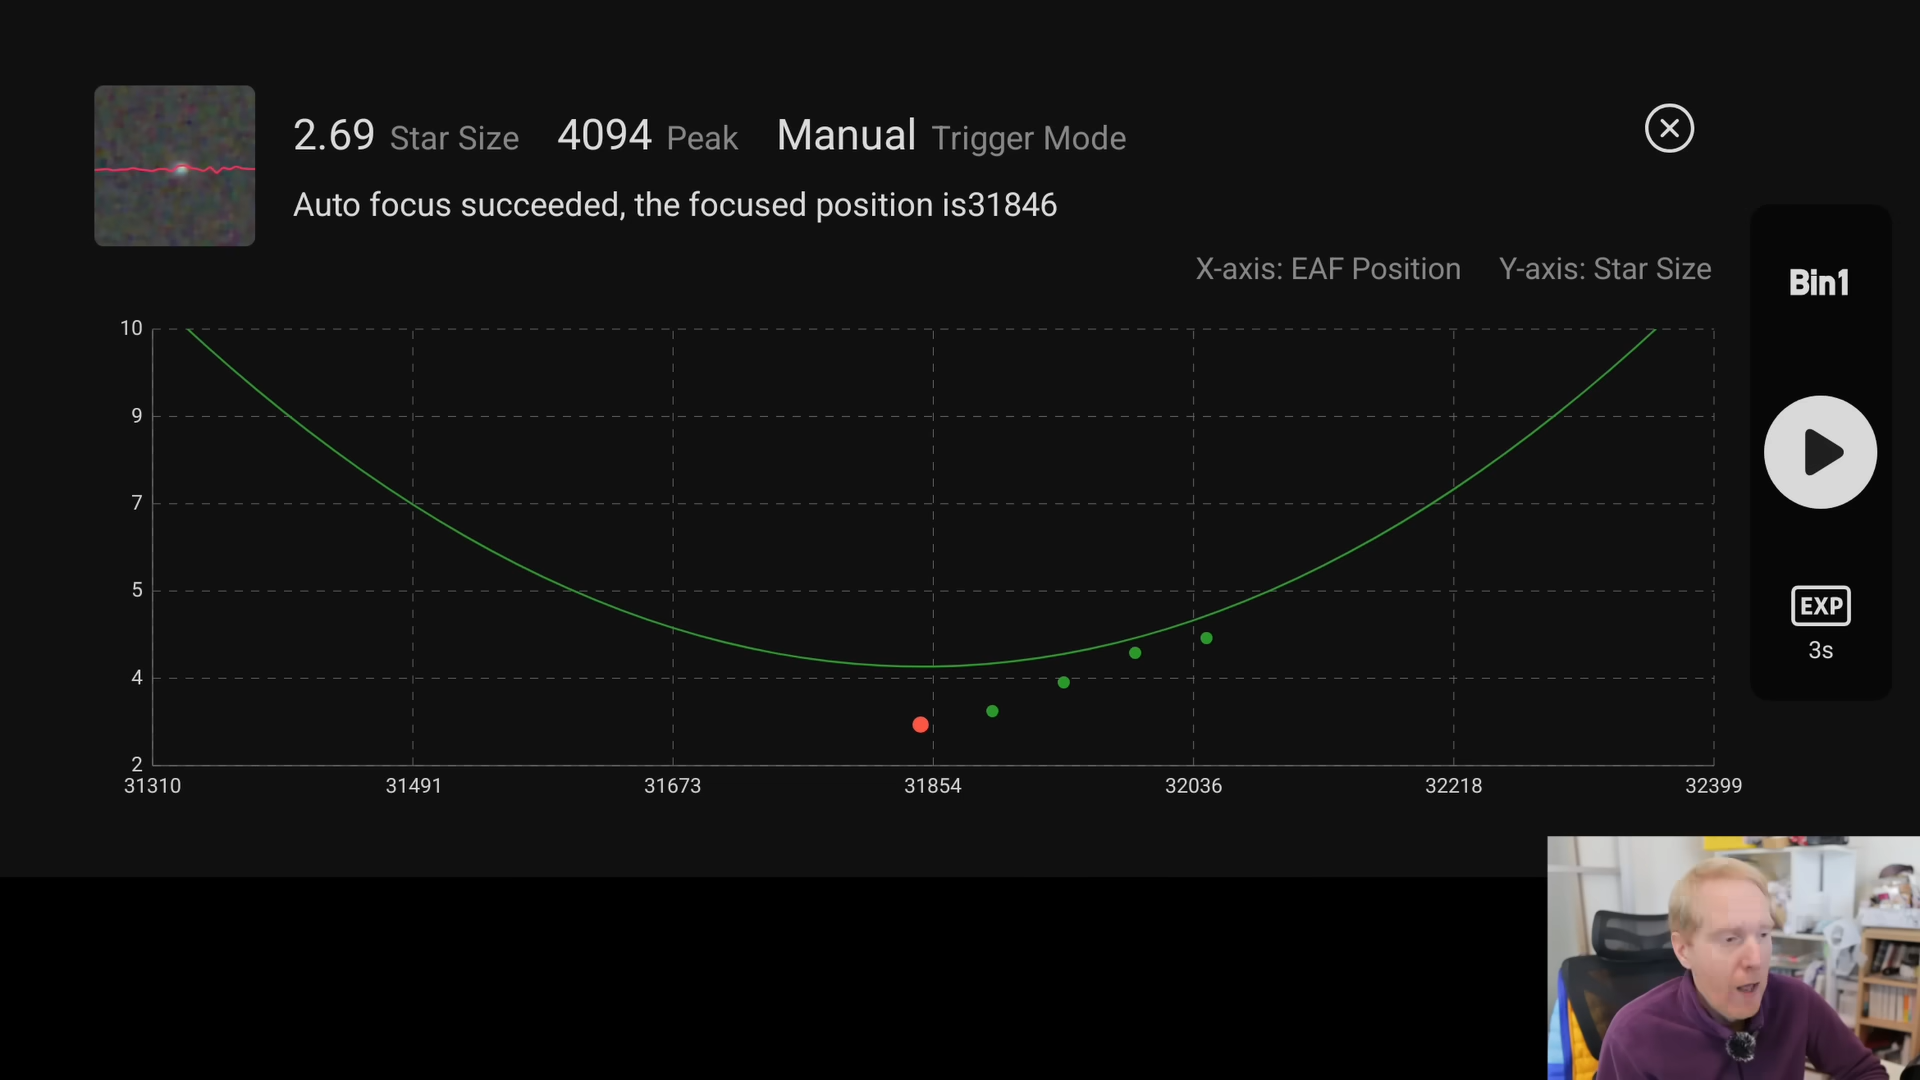 2.69 Star Size 4094 Peak Manual Trigger Mode
Auto focus succeeded, the focused position is31846
X-axis: EAF Position Y-axis: Star Size
Bin1
10
9
7
5
4
2
31310 31491 31673 31854 32036 32218 32399
EXP
3s